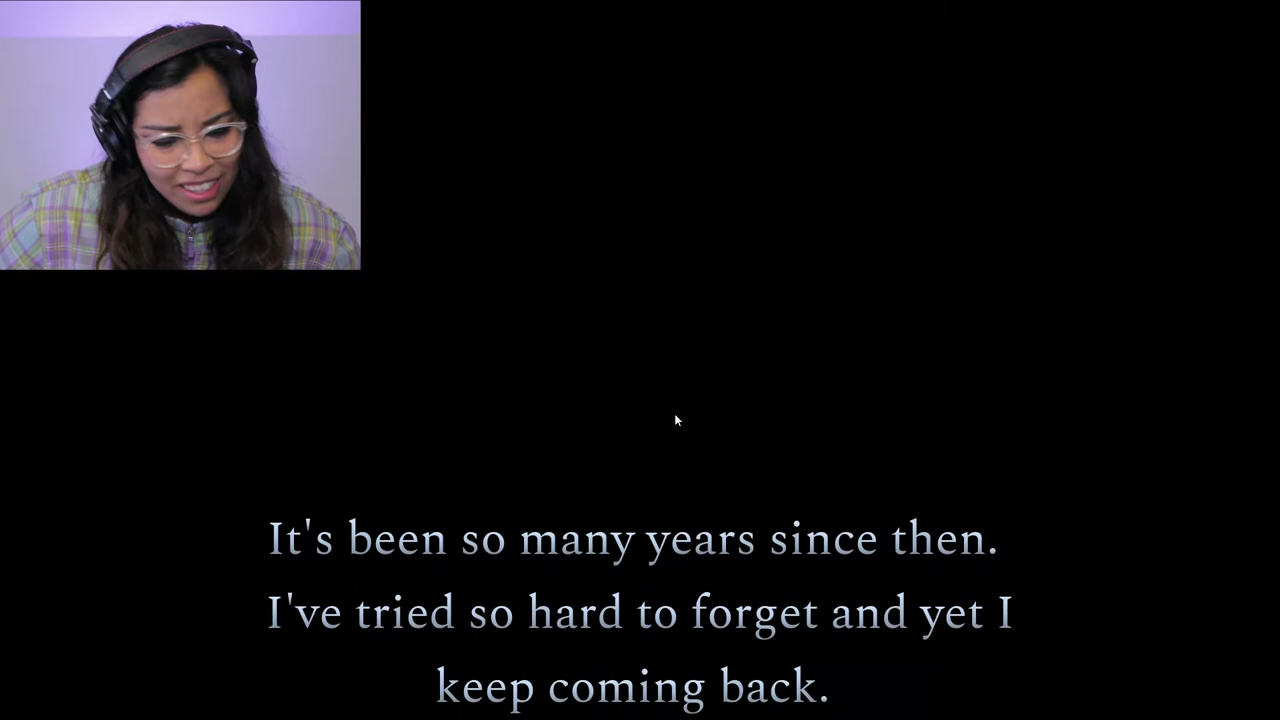 It's been so many years since then.
I've tried so hard to forget and yet I
keep coming back.